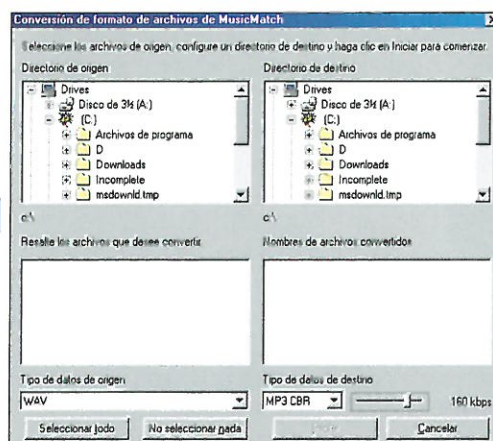 Conversión de formato de archivos de MusicMatch
Seleccione los archivos de origen, configure un directorio de destino y haga clic en Iniciar para comenzar.
Directorio de origen
Drives
Disco de 3½ (A:)
(C:)
Archivos de programa
D
Downloads
Incomplete
msdownld.tmp
c:\
Resalte los archivos que desee convertir
Tipo de datos de origen
WAV
Seleccionar todo
No seleccionar nada
Directorio de destino
Drives
Disco de 3½ (A:)
(C:)
Archivos de programa
D
Downloads
Incomplete
msdownld.tmp
c:\
Nombres de archivos convertidos
Tipo de datos de destino
MP3 CBR
160 kbps
Cancelar